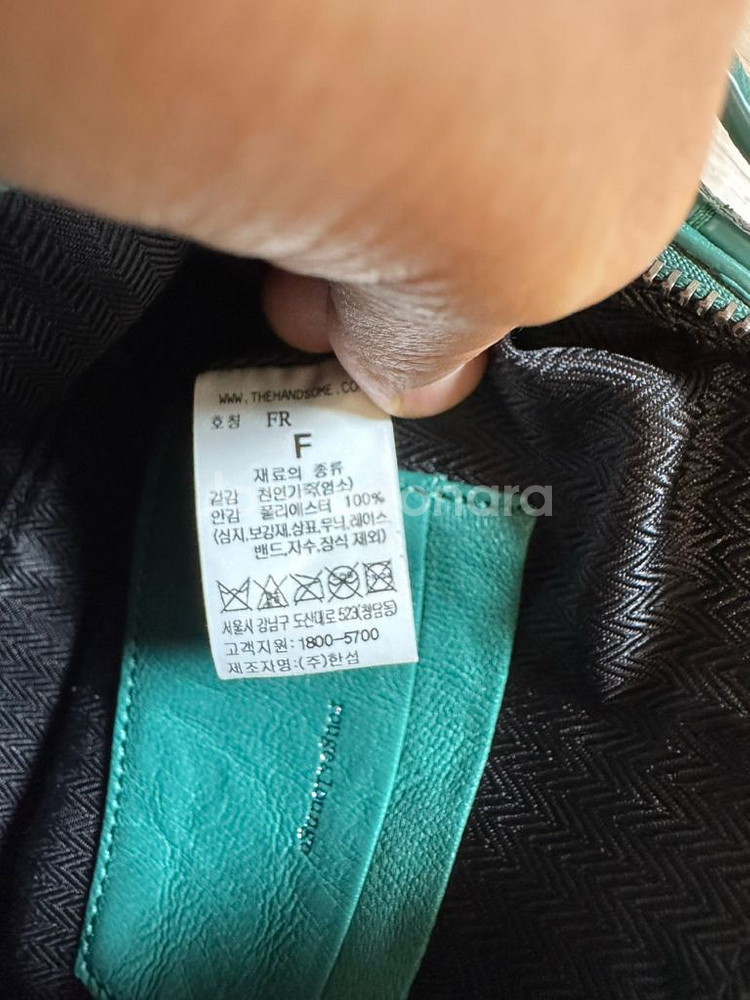 WWW.THEHANDSOME.CO
호칭 FR
F
재료의 종류
겉감 천연가죽(염소)
안감 폴리에스터 100%
(심지,보강재,상표,무늬,레이스
밴드,자수,장식 제외)
서울시 강남구 도산대로 523(청담동)
고객지원: 1800-5700
제조자명:(주)한섬